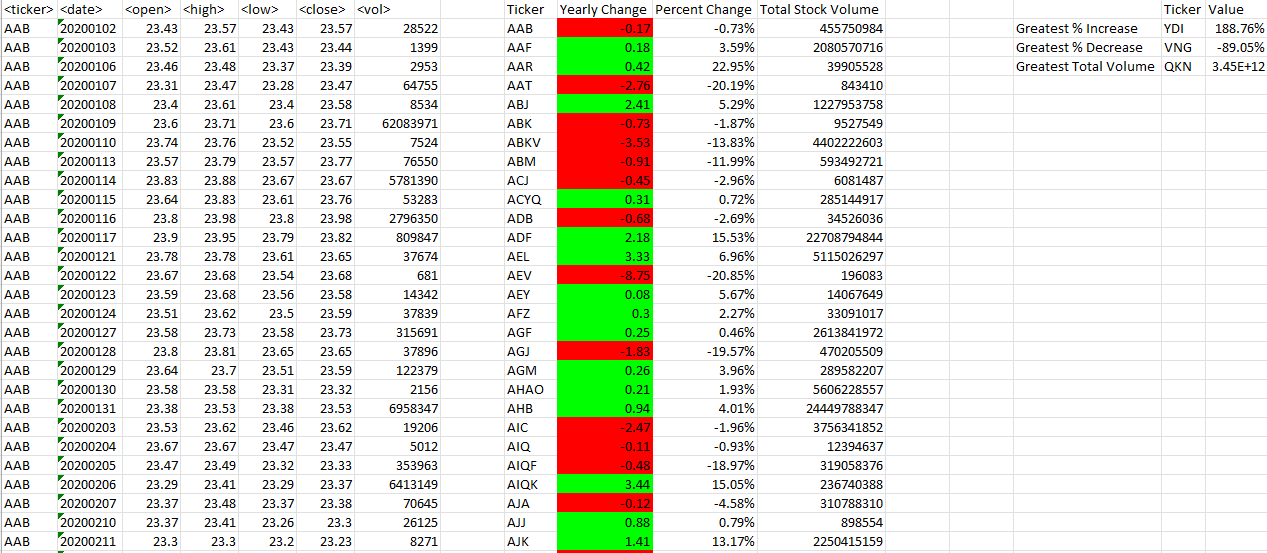 <ticker> <date> <open> <high> <low> <close> <vol> Ticker Yearly Change Percent Change Total Stock Volume Ticker Value
AAB 20200102 23.43 23.57 23.43 23.57 28522 AAB -0.17 -0.73% 455750984 Greatest % Increase YDI 188.76%
AAB 20200103 23.52 23.61 23.43 23.44 1399 AAF 0.18 3.59% 2080570716 Greatest % Decrease VNG -89.05%
AAB 20200106 23.46 23.48 23.37 23.39 2953 AAR 0.42 22.95% 39905528 Greatest Total Volume QKN 3.45E+12
AAB 20200107 23.31 23.47 23.28 23.47 64755 AAT -2.76 -20.19% 843410
AAB 20200108 23.4 23.61 23.4 23.58 8534 ABJ 2.41 5.29% 1227953758
AAB 20200109 23.6 23.71 23.6 23.71 62083971 ABK -0.73 -1.87% 9527549
AAB 20200110 23.74 23.76 23.52 23.55 7524 ABKV -3.53 -13.83% 4402222603
AAB 20200113 23.57 23.79 23.57 23.77 76550 ABM -0.91 -11.99% 593492721
AAB 20200114 23.83 23.88 23.67 23.67 5781390 ACJ -0.45 -2.96% 6081487
AAB 20200115 23.64 23.83 23.61 23.76 53283 ACYQ 0.31 0.72% 285144917
AAB 20200116 23.8 23.98 23.8 23.98 2796350 ADB -0.68 -2.69% 34526036
AAB 20200117 23.9 23.95 23.79 23.82 809847 ADF 2.18 15.53% 22708794844
AAB 20200121 23.78 23.78 23.61 23.65 37674 AEL 3.33 6.96% 5115026297
AAB 20200122 23.67 23.68 23.54 23.68 681 AEV -8.75 -20.85% 196083
AAB 20200123 23.59 23.68 23.56 23.58 14342 AEY 0.08 5.67% 14067649
AAB 20200124 23.51 23.62 23.5 23.59 37839 AFZ 0.3 2.27% 33091017
AAB 20200127 23.58 23.73 23.58 23.73 315691 AGF 0.25 0.46% 2613841972
AAB 20200128 23.8 23.81 23.65 23.65 37896 AGJ -1.83 -19.57% 470205509
AAB 20200129 23.64 23.7 23.51 23.59 122379 AGM 0.26 3.96% 289582207
AAB 20200130 23.58 23.58 23.31 23.32 2156 AHAO 0.21 1.93% 5606228557
AAB 20200131 23.38 23.53 23.38 23.53 6958347 AHB 0.94 4.01% 24449788347
AAB 20200203 23.53 23.62 23.46 23.62 19206 AIC -2.47 -1.96% 3756341852
AAB 20200204 23.67 23.67 23.47 23.47 5012 AIQ -0.11 -0.93% 12394637
AAB 20200205 23.47 23.49 23.32 23.33 353963 AIQF -0.48 -18.97% 319058376
AAB 20200206 23.29 23.41 23.29 23.37 6413149 AIQK 3.44 15.05% 236740388
AAB 20200207 23.37 23.48 23.37 23.38 70645 AJA -0.12 -4.58% 310788310
AAB 20200210 23.37 23.41 23.26 23.3 26125 AJJ 0.88 0.79% 898554
AAB 20200211 23.3 23.3 23.2 23.23 8271 AJK 1.41 13.17% 2250415159